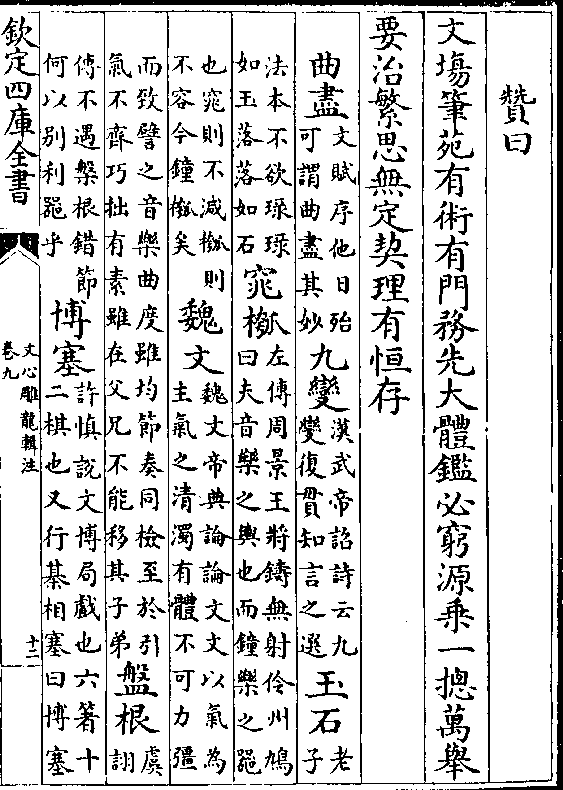 贊曰
文塲筆苑有術有門務先大體鑑必窮源乗一摠萬舉
要治繁思無定契理有恒存
曲盡
文賦序他日殆
可謂曲盡其妙
九變
漢武帝詔詩云九
變復貫知言之選
玉石
老
子
法本不欲琭琭
如玉落落如石
窕槬
左傳周景王將鑄無射伶州鳩
曰夫音樂之輿也而鐘樂之噐
也窕則不減槬則
不容今鐘槬矣
魏文
魏文帝典論論文文以氣為
主氣之清濁有體不可力彊
而致譬之音樂曲度雖均節奏同檢至於引
氣不齊巧拙有素雖在父兄不能移其子弟
盤根
虞
詡
傳不遇槃根錯節
何以別利噐乎
博塞
許慎說文博局戲也六箸十
二棋也又行棊相塞曰博塞
欽定四庫全書
文心雕龍輯注
卷九
十二